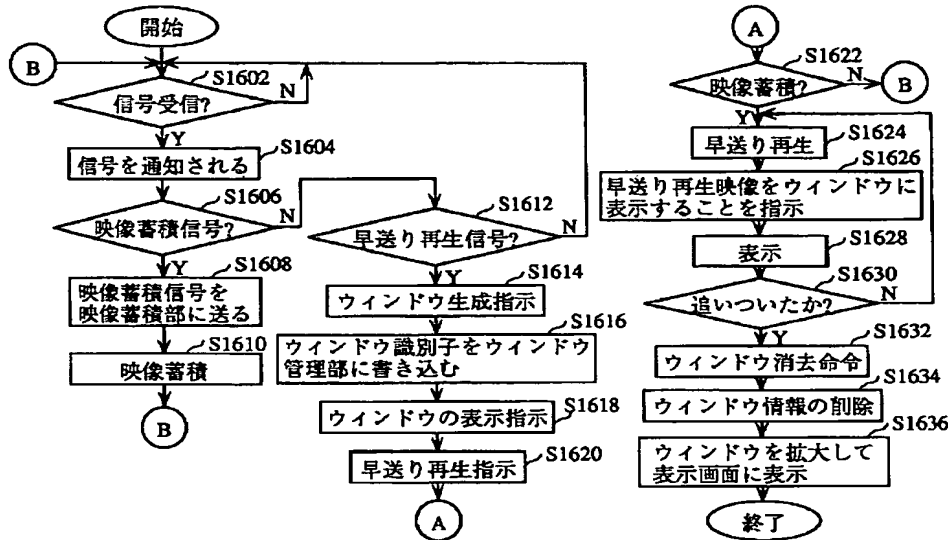 開始
B
S1602
信号受信?
N
Y
S1604
信号を通知される
S1606
映像蓄積信号?
N
Y
S1608
映像蓄積信号を
映像蓄積部に送る
S1610
映像蓄積
B
S1612
早送り再生信号?
N
Y
S1614
ウィンドウ生成指示
S1616
ウィンドウ識別子をウィンドウ
管理部に書き込む
S1618
ウィンドウの表示指示
S1620
早送り再生指示
A
A
S1622
映像蓄積?
N
B
Y
S1624
早送り再生
S1626
早送り再生映像をウィンドウに
表示することを指示
S1628
表示
S1630
追いついたか?
N
Y
S1632
ウィンドウ消去命令
S1634
ウィンドウ情報の削除
S1636
ウィンドウを拡大して
表示画面に表示
終了